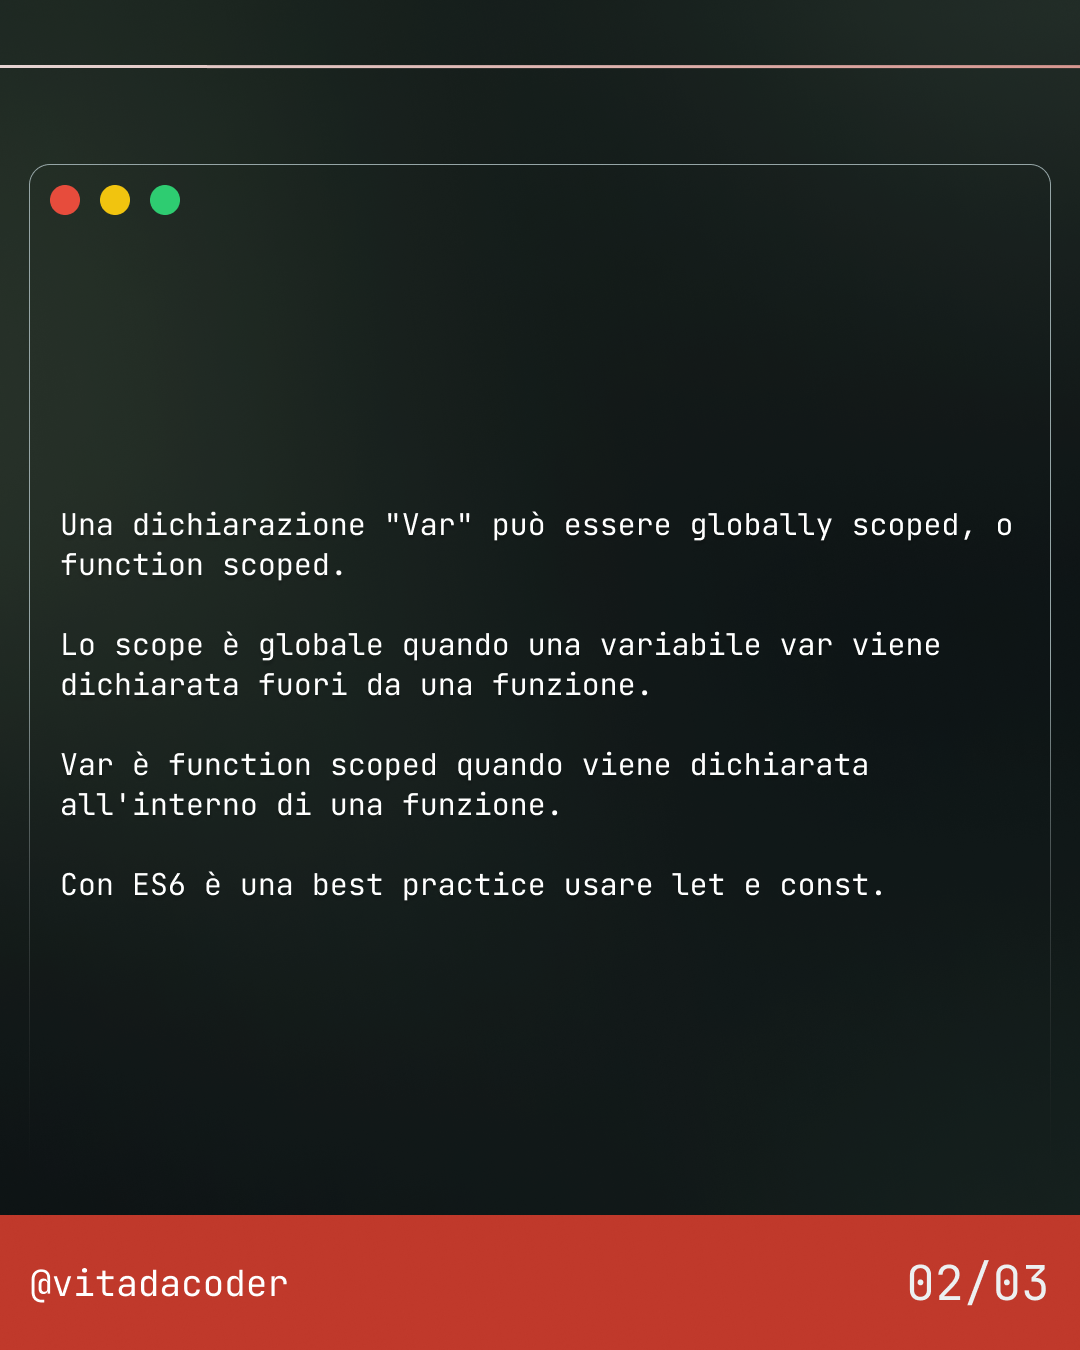 Una dichiarazione "Var" può essere globally scoped, o
function scoped.
Lo scope è globale quando una variabile var viene
dichiarata fuori da una funzione.
Var è function scoped quando viene dichiarata
all'interno di una funzione.
Con ES6 è una best practice usare let e const.
@vitadacoder
02/03